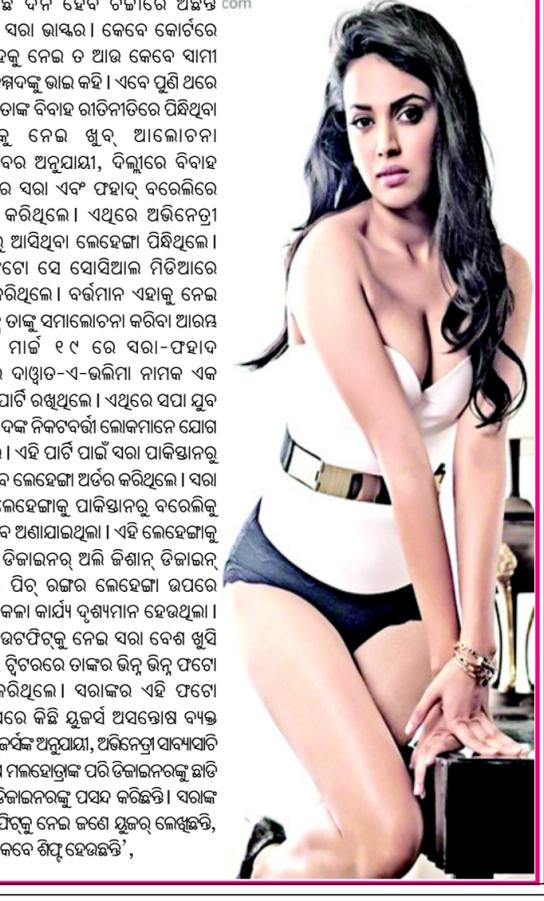 ଦିନ ହେବ ଚର୍ଚ୍ଚାରେ ଅଛନ୍ତି
com
ସରା ଭାସ୍କର। କେବେ କୋର୍ଟରେ
ହକୁ ନେଇ ତ ଆଉ କେବେ ସ୍ୱାମୀ
ହମ୍ମଦଙ୍କୁ ଭାଇ କହି। ଏବେ ପୁଣି ଥରେ
ତାଙ୍କ ବିବାହ ରୀତିନୀତିରେ ପିନ୍ଧିଥିବା
କୁ ନେଇ ଖୁବ୍ ଆଲୋଚନା
ବର ଅନୁଯାୟୀ, ଦିଲ୍ଲୀରେ ବିବାହ
ର ସରା ଏବଂ ଫହାଦ୍ ବରେଲିରେ
କରିଥିଲେ। ଏଥିରେ ଅଭିନେତ୍ରୀ
ରୁ ଆସିଥିବା ଲେହେଙ୍ଗା ପିନ୍ଧିଥିଲେ।
ଫଟୋ ସେ ସୋସିଆଲ ମିଡିଆରେ
କରିଥିଲେ। ବର୍ତ୍ତମାନ ଏହାକୁ ନେଇ
ତାଙ୍କୁ ସମାଲୋଚନା କରିବା ଆରମ୍ଭ
ମାର୍ଚ୍ଚ ୧୯ ରେ ସରା-ଫହାଦ
ଦାୱାତ-ଏ-ଭଲିମା ନାମକ ଏକ
ପାର୍ଟି ରଖିଥିଲେ। ଏଥିରେ ସପା ଯୁବ
ଦଙ୍କ ନିକଟବର୍ତ୍ତୀ ଲୋକମାନେ ଯୋଗ
। ଏହି ପାର୍ଟି ପାଇଁ ସରା ପାକିସ୍ତାନରୁ
ବ ଲେହେଙ୍ଗା ଅର୍ଡର କରିଥିଲେ। ସରା
ଲେହେଙ୍ଗାକୁ ପାକିସ୍ତାନରୁ ବରେଲିକୁ
ବ ଅଣାଯାଇଥିଲା। ଏହି ଲେହେଙ୍ଗାକୁ
ଡିଜାଇନର୍ ଅଲି ଜିଶାନ୍ ଡିଜାଇନ୍
ପିଚ୍ ରଙ୍ଗର ଲେହେଙ୍ଗା ଉପରେ
କଳା କାର୍ଯ୍ୟ ଦୃଶ୍ୟମାନ ହେଉଥିଲା।
ଉଟଫିଟ୍‌କୁ ନେଇ ସରା ବେଶ ଖୁସି
ଟ୍ୱିଟରରେ ତାଙ୍କର ଭିନ୍ନ ଭିନ୍ନ ଫଟୋ
କରିଥିଲେ। ସରାଙ୍କର ଏହି ଫଟୋ
ପରେ କିଛି ୟୁଜର୍ସ ଅସନ୍ତୋଷ ବ୍ୟକ୍ତ
ଜର୍ସଙ୍କ ଅନୁଯାୟୀ, ଅଭିନେତ୍ରୀ ସାବ୍ୟାସାଚି
ମଲହୋତ୍ରାଙ୍କ ପରି ଡିଜାଇନରଙ୍କୁ ଛାଡି
ଡିଜାଇନରଙ୍କୁ ପସନ୍ଦ କରିଛନ୍ତି। ସରାଙ୍କ
ଫିଟ୍‌କୁ ନେଇ ଜଣେ ୟୁଜର୍ ଲେଖିଛନ୍ତି,
କେବେ ଶିଫ୍ଟ ହେଉଛନ୍ତି',